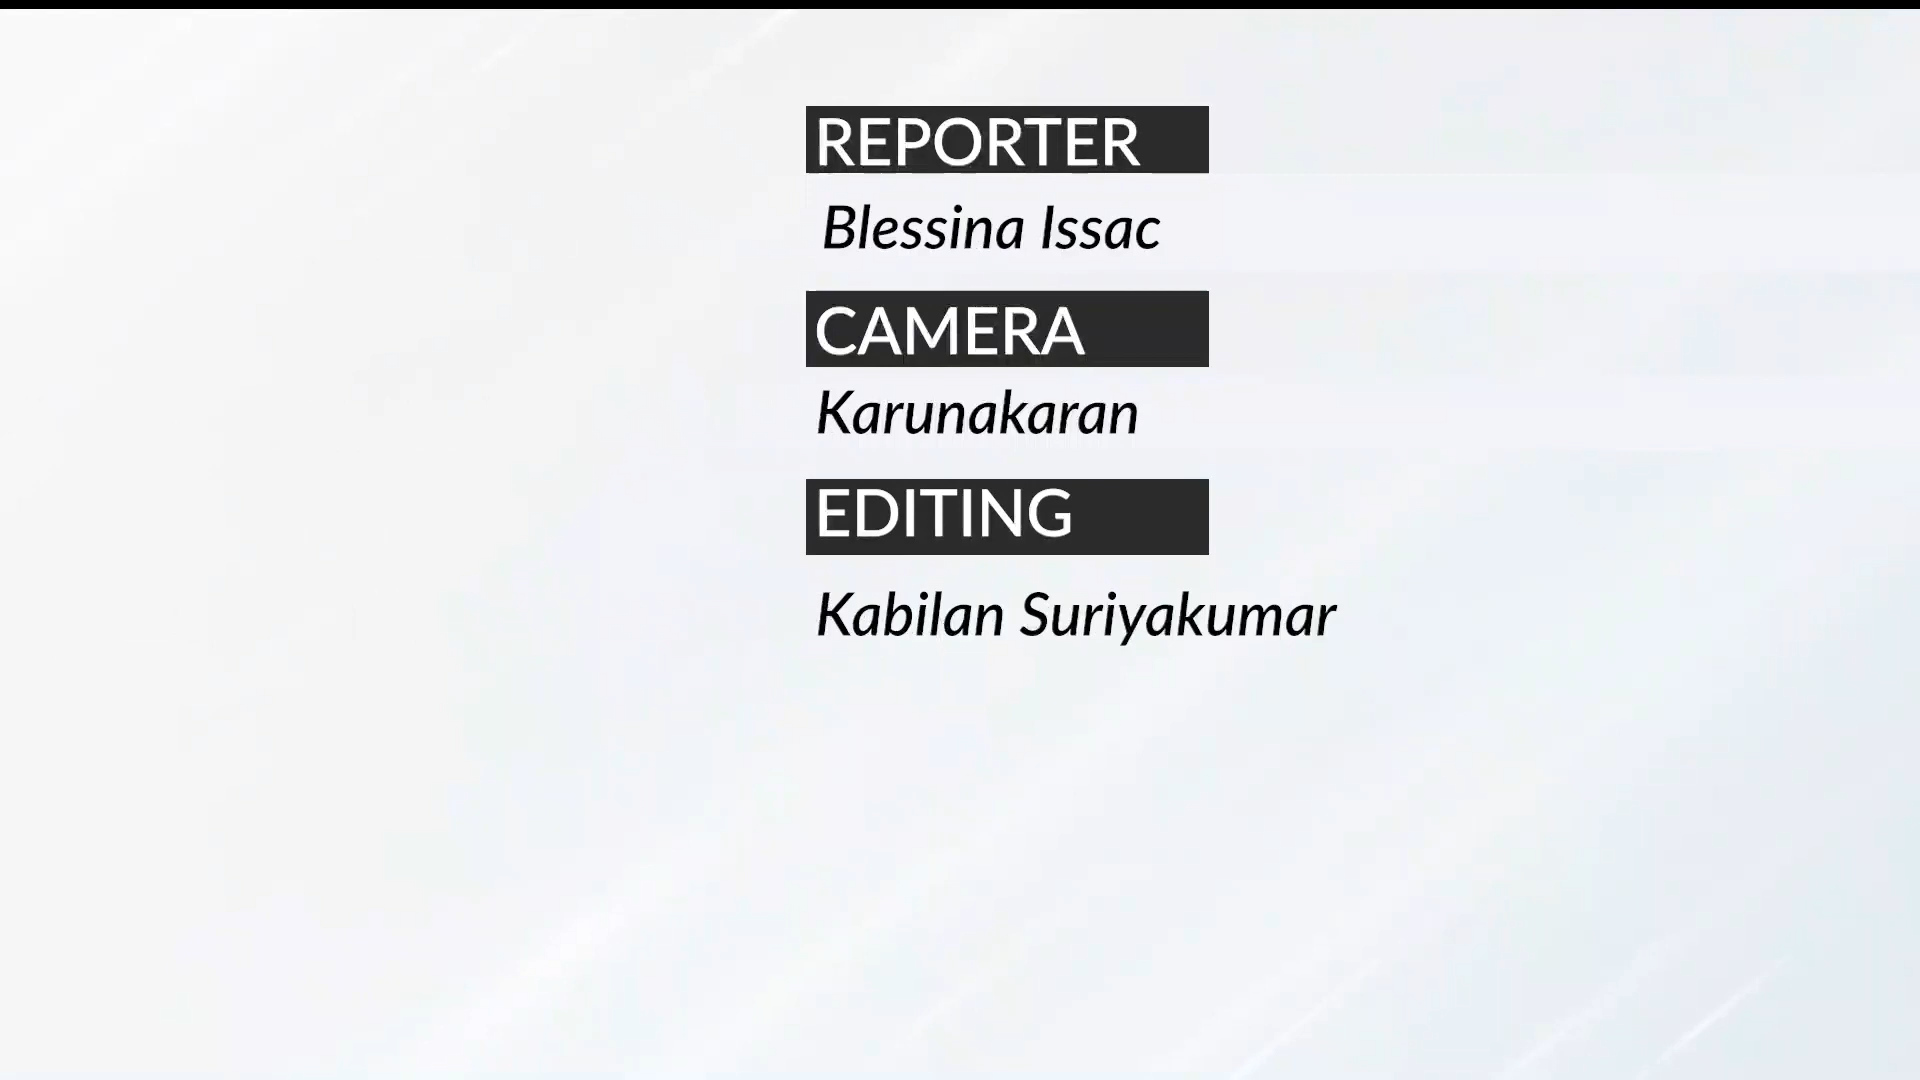 REPORTER
Blessina Issac
CAMERA
Karunakaran
EDITING
Kabilan Suriyakumar